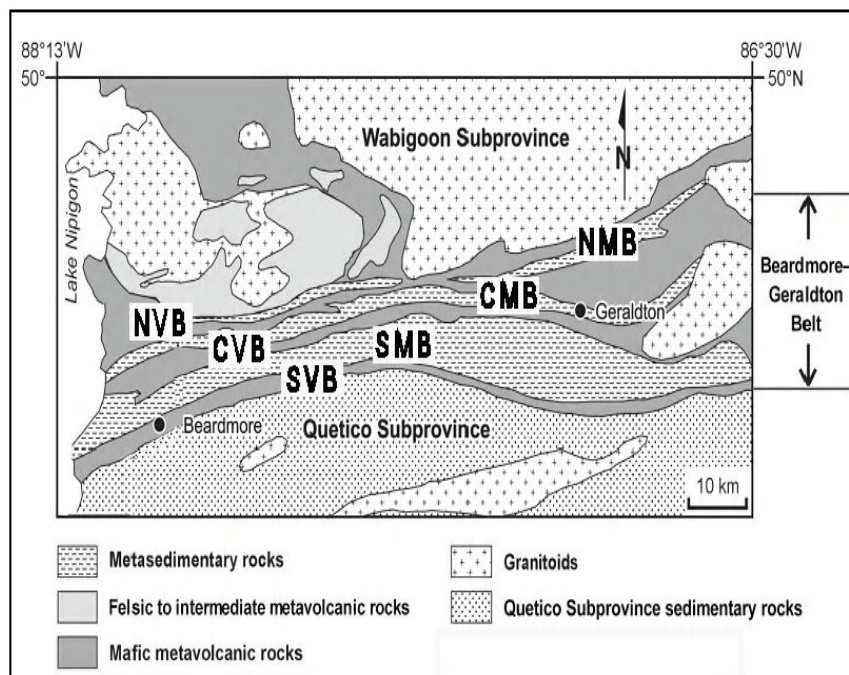 88°13'W
86°30'W
50°
50°N
Wabigoon Subprovince
N
Lake Nipigon
NMB
Beardmore–
Geraldton
Belt
CMB
Geraldton
NVB
CVB
SMB
SVB
Beardmore
Quetico Subprovince
10 km
Metasedimentary rocks
Granitoids
Felsic to intermediate metavolcanic rocks
Quetico Subprovince sedimentary rocks
Mafic metavolcanic rocks